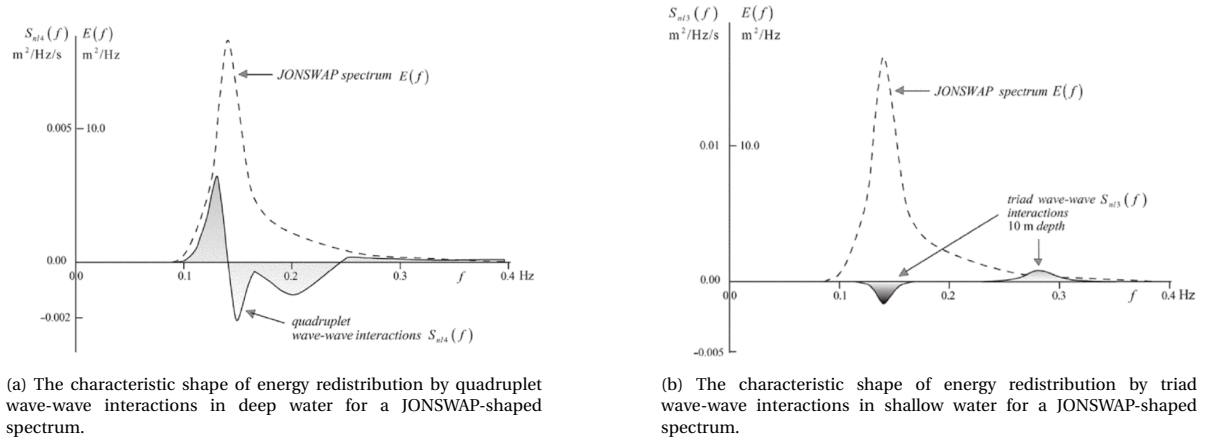 S_nl4(f) E(f)
m²/Hz/s m²/Hz
JONSWAP spectrum E(f)
0.005 10.0
0.00
0.0 0.1 0.2 0.3 f 0.4 Hz
−0.002
quadruplet
wave-wave interactions S_nl4(f)
(a) The characteristic shape of energy redistribution by quadruplet
wave-wave interactions in deep water for a JONSWAP-shaped
spectrum.
S_nl3(f) E(f)
m²/Hz/s m²/Hz
JONSWAP spectrum E(f)
0.01 10.0
triad wave-wave S_nl3(f)
interactions
10 m depth
0.00
0.0 0.1 0.2 0.3 f 0.4 Hz
−0.005
(b) The characteristic shape of energy redistribution by triad
wave-wave interactions in shallow water for a JONSWAP-shaped
spectrum.